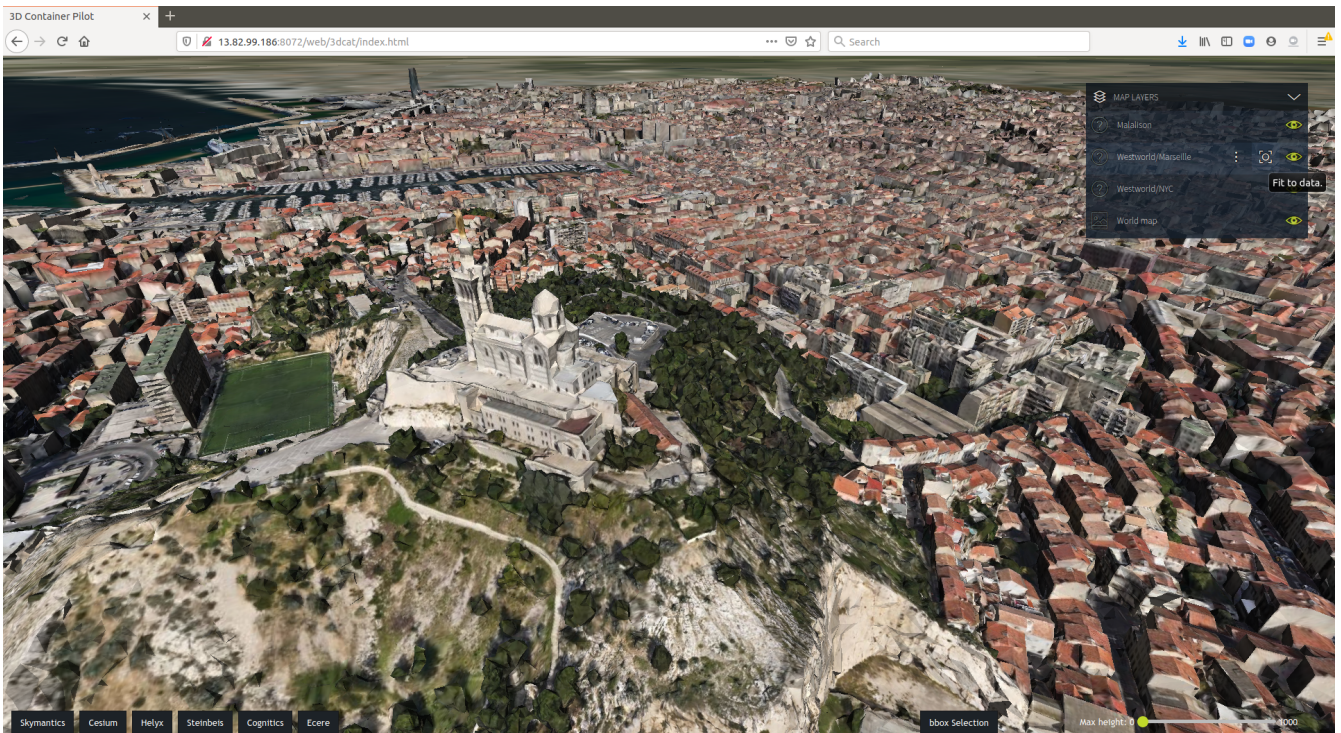 3D Container Pilot
13.82.99.186:8072/web/3dcat/index.html
Search
MAP LAYERS
Malalison
Westworld/Marseille
Fit to data.
Westworld/NYC
World map
Skymantics Cesium Helyx Steinbeis Cognitics Ecere bbox Selection Max height: 0 1000